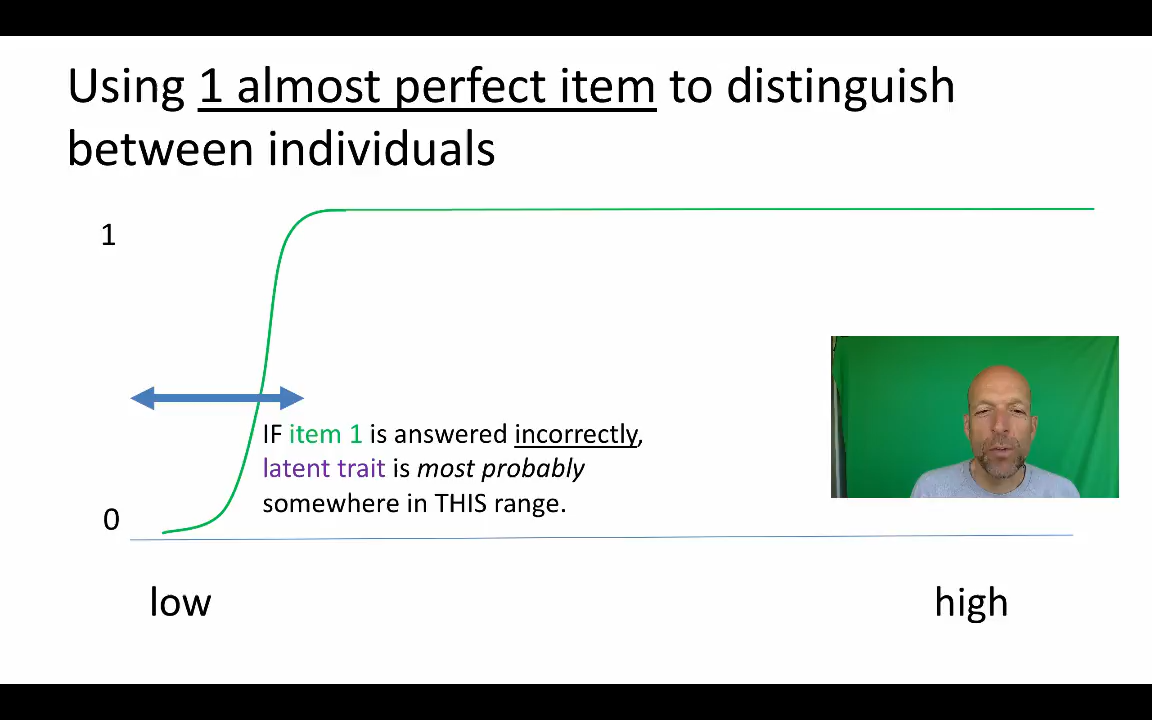 Using 1 almost perfect item to distinguish
between individuals
1
IF item 1 is answered incorrectly,
latent trait is most probably
somewhere in THIS range.
0
low
high